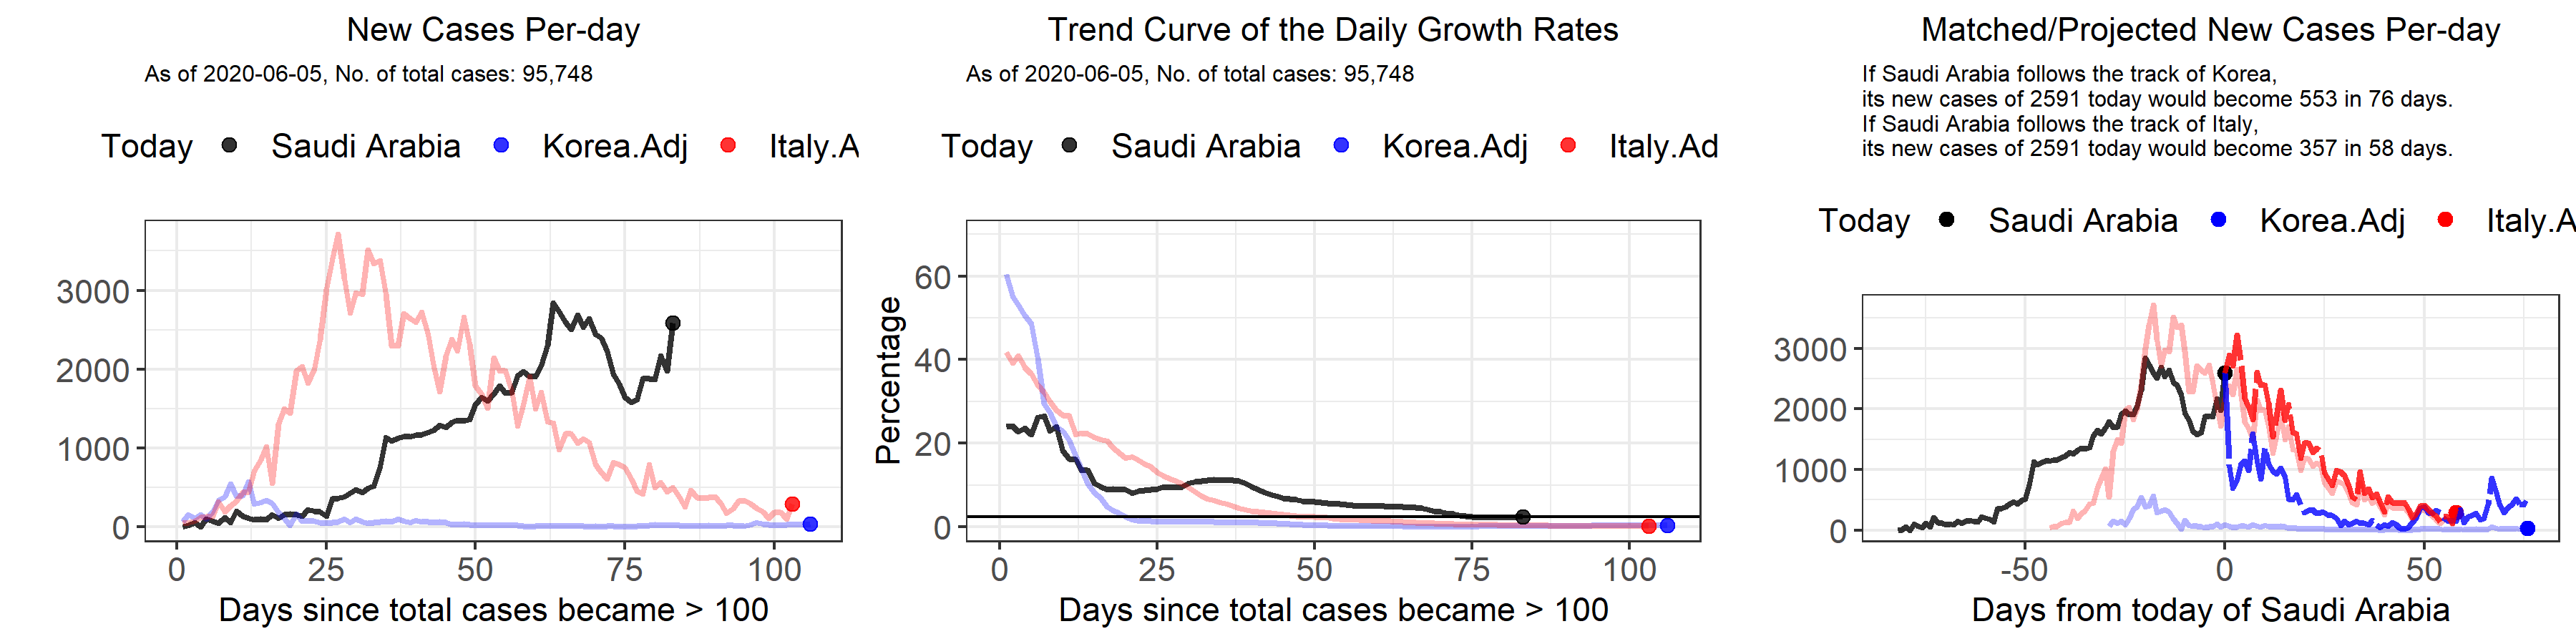 New Cases Per-day
As of 2020-06-05, No. of total cases: 95,748
Today Saudi Arabia Korea.Adj Italy.A
3000
2000
1000
0
0 25 50 75 100
Days since total cases became > 100
Trend Curve of the Daily Growth Rates
As of 2020-06-05, No. of total cases: 95,748
Today Saudi Arabia Korea.Adj Italy.Ad
Percentage
60
40
20
0
0 25 50 75 100
Days since total cases became > 100
Matched/Projected New Cases Per-day
If Saudi Arabia follows the track of Korea,
its new cases of 2591 today would become 553 in 76 days.
If Saudi Arabia follows the track of Italy,
its new cases of 2591 today would become 357 in 58 days.
Today Saudi Arabia Korea.Adj Italy.A
3000
2000
1000
0
-50 0 50
Days from today of Saudi Arabia